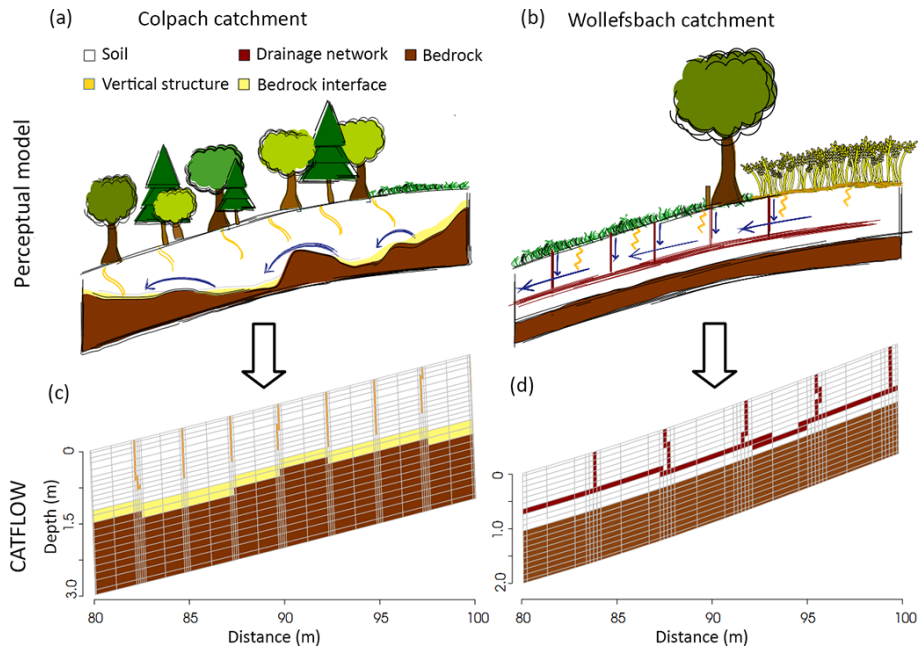 (a)
Colpach catchment
(b)
Wollefsbach catchment
Soil
Drainage network
Bedrock
Vertical structure
Bedrock interface
Perceptual model
(c)
(d)
CATFLOW
Depth (m)
0
1.5
3.0
0
1.0
2.0
80
85
90
95
100
80
85
90
95
100
Distance (m)
Distance (m)